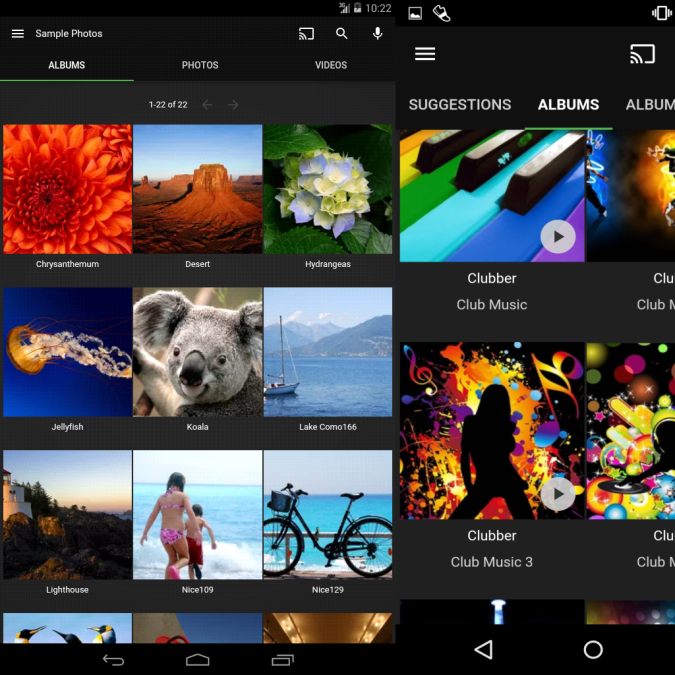 3G 10:22
Sample Photos
ALBUMS PHOTOS VIDEOS
1-22 of 22
Chrysanthemum Desert Hydrangeas
Jellyfish Koala Lake Como166
Lighthouse Nice109 Nice129
SUGGESTIONS ALBUMS ALBUM
Clubber Clu
Club Music Club M
Clubber Clu
Club Music 3 Club M